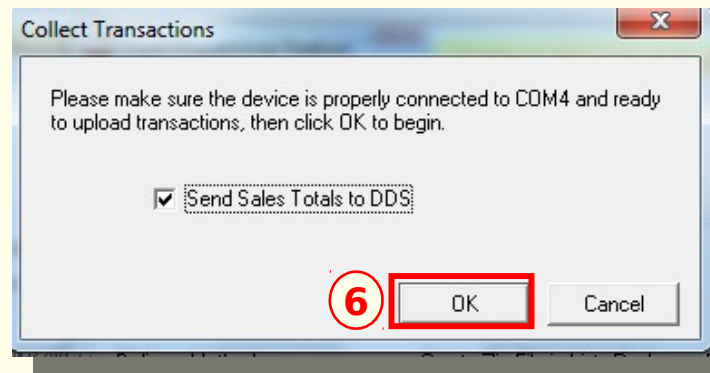 Collect Transactions
Please make sure the device is properly connected to COM4 and ready
to upload transactions, then click OK to begin.
Send Sales Totals to DDS
6
OK Cancel